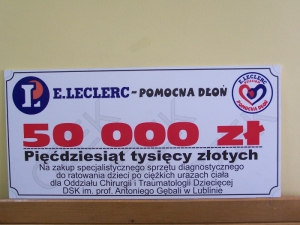 L E.LECLERC - POMOCNA DŁOŃ
E.LECLERC
POMOCNA DŁOŃ
50 000 zł
Pięćdziesiąt tysięcy złotych
Na zakup specjalistycznego sprzętu diagnostycznego
do ratowania dzieci po ciężkich urazach ciała
dla Oddziału Chirurgii i Traumatologii Dziecięcej
DSK im. prof. Antoniego Gębali w Lublinie